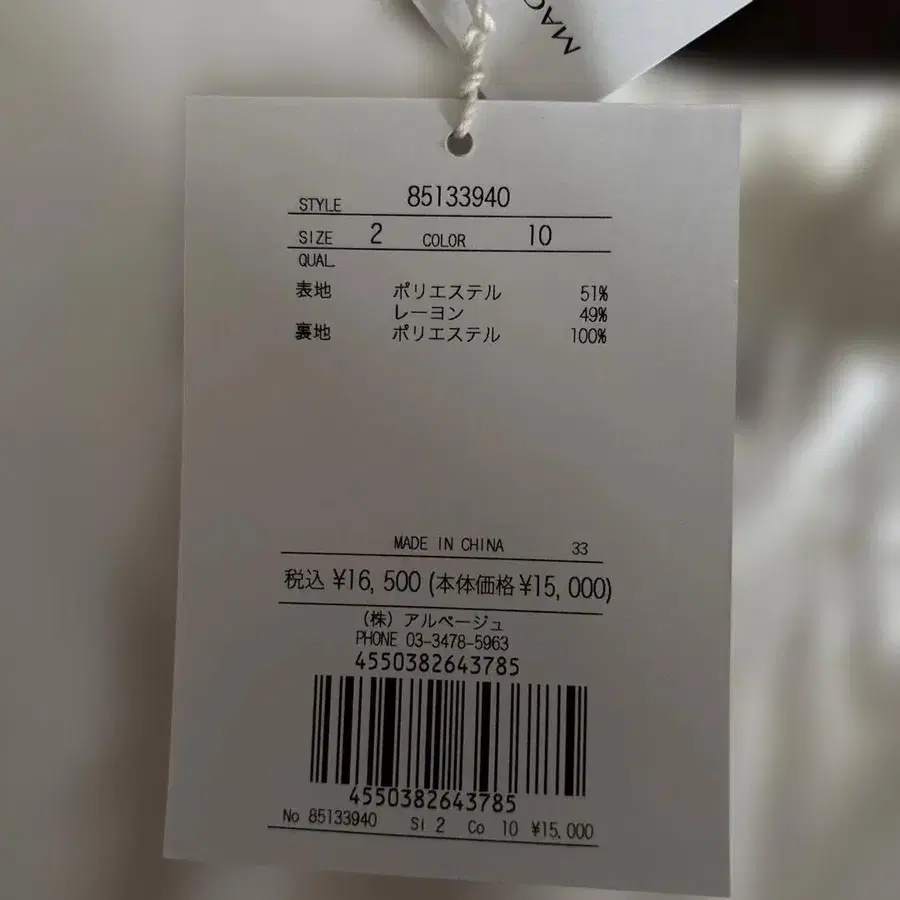 MAC
STYLE 85133940
SIZE 2 COLOR 10
QUAL
表地 ポリエステル 51%
レーヨン 49%
裏地 ポリエステル 100%
MADE IN CHINA 33
税込 ¥16,500 (本体価格¥15,000)
(株) アルページュ
PHONE 03-3478-5963
4550382643785
4550382643785
No 85133940 SI 2 Co 10 ¥15,000